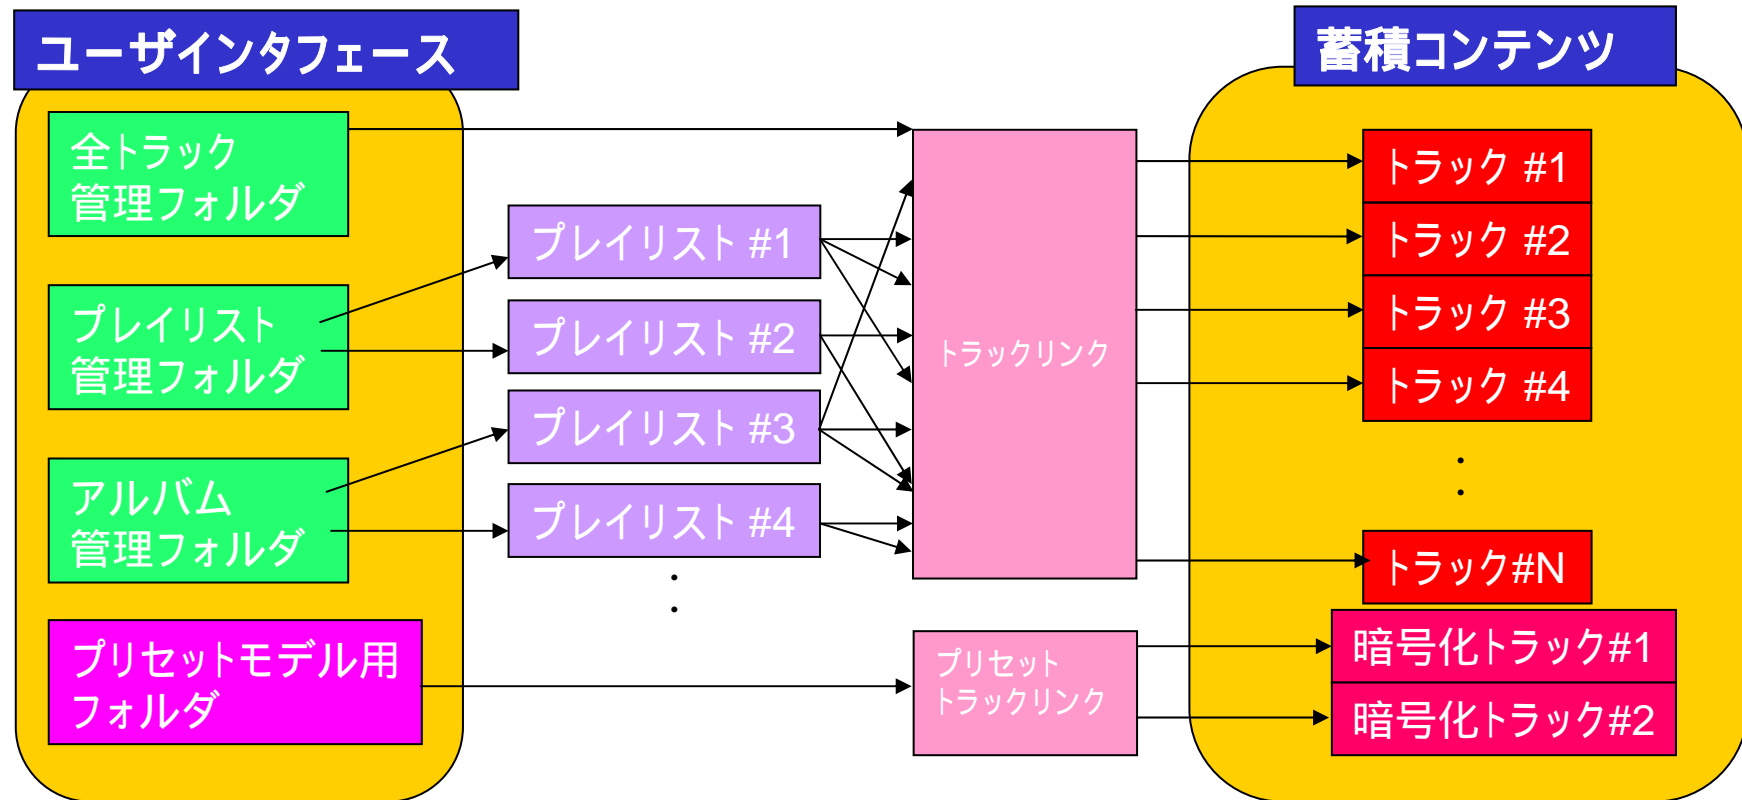 ユーザインタフェース
蓄積コンテンツ
全トラック
管理フォルダ
プレイリスト
管理フォルダ
アルバム
管理フォルダ
プリセットモデル用
フォルダ
プレイリスト #1
プレイリスト #2
プレイリスト #3
プレイリスト #4
:
トラックリンク
プリセット
トラックリンク
トラック #1
トラック #2
トラック #3
トラック #4
:
トラック#N
暗号化トラック#1
暗号化トラック#2